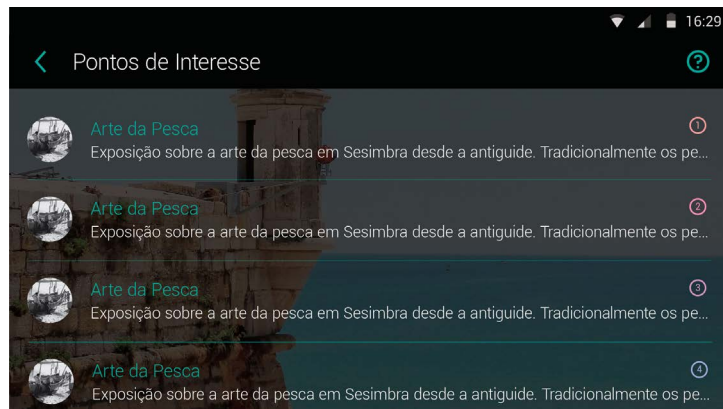 16:29
Pontos de Interesse
?
Arte da Pesca
1
Exposição sobre a arte da pesca em Sesimbra desde a antiguide. Tradicionalmente os pe...
Arte da Pesca
2
Exposição sobre a arte da pesca em Sesimbra desde a antiguide. Tradicionalmente os pe...
Arte da Pesca
3
Exposição sobre a arte da pesca em Sesimbra desde a antiguide. Tradicionalmente os pe...
Arte da Pesca
4
Exposição sobre a arte da pesca em Sesimbra desde a antiguide. Tradicionalmente os pe...